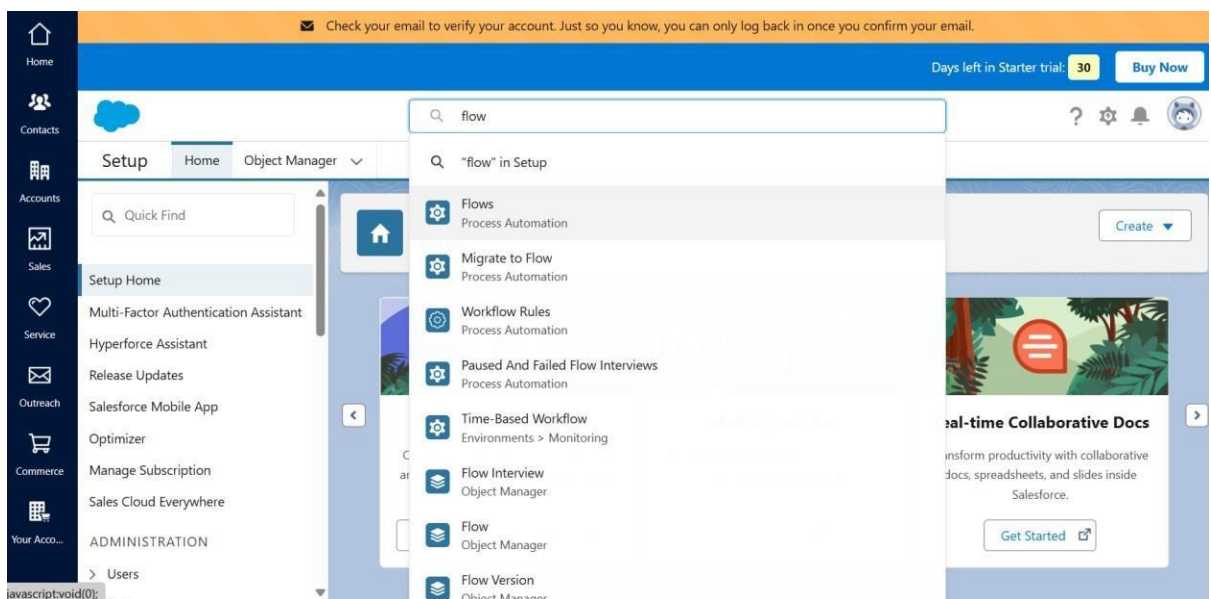 Check your email to verify your account. Just so you know, you can only log back in once you confirm your email.
Days left in Starter trial: 30
Buy Now
Home
Contacts
Accounts
Sales
Service
Outreach
Commerce
Your Acco...
flow
Setup
Home
Object Manager
"flow" in Setup
Flows
Process Automation
Migrate to Flow
Process Automation
Workflow Rules
Process Automation
Paused And Failed Flow Interviews
Process Automation
Time-Based Workflow
Environments > Monitoring
Flow Interview
Object Manager
Flow
Object Manager
Flow Version
Object Manager
Quick Find
Setup Home
Multi-Factor Authentication Assistant
Hyperforce Assistant
Release Updates
Salesforce Mobile App
Optimizer
Manage Subscription
Sales Cloud Everywhere
ADMINISTRATION
Users
Create
eal-time Collaborative Docs
ansform productivity with collaborative
docs, spreadsheets, and slides inside
Salesforce.
Get Started
javascript:void(0);